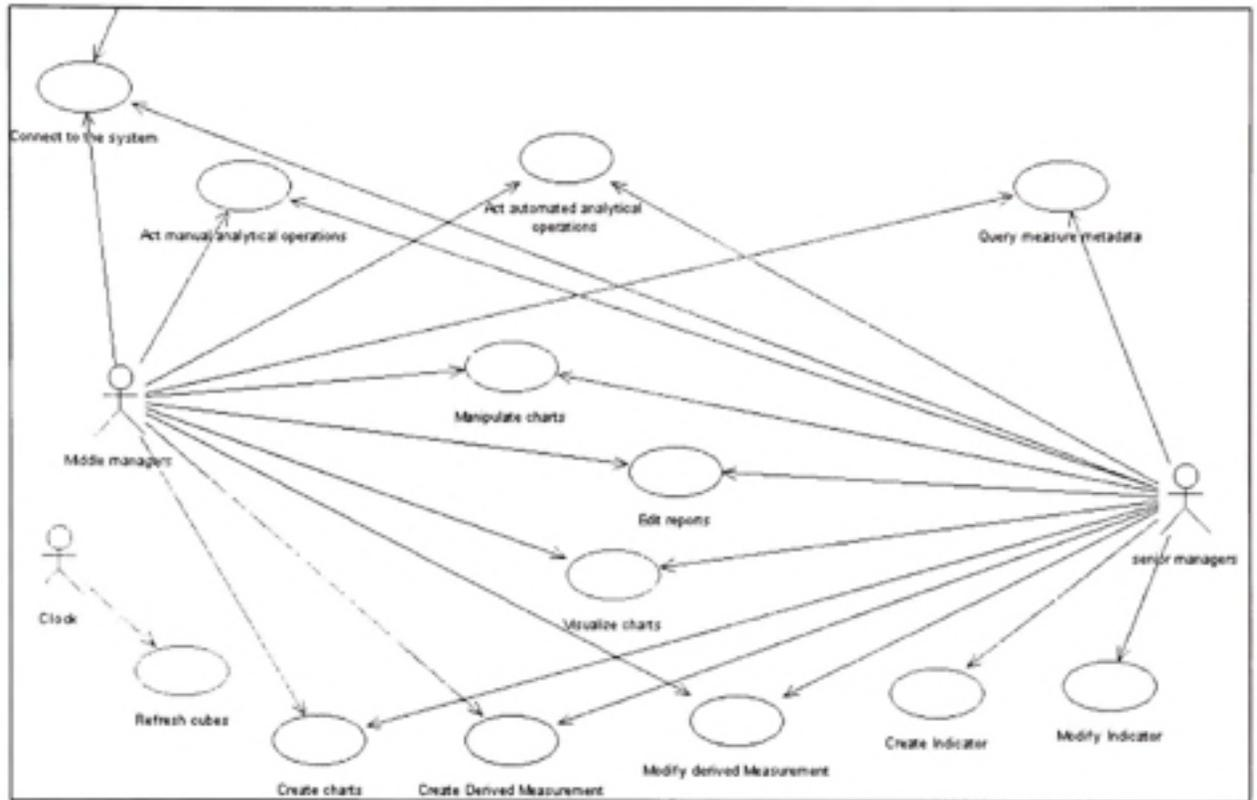 Connect to the system
Act manual analytical operations
Act automated analytical
operations
Query measure metadata
Manipulate charts
Middle managers
Edit reports
senior managers
Clock
Visualize charts
Refresh cubes
Create charts
Create Derived Measurement
Modify derived Measurement
Create Indicator
Modify Indicator